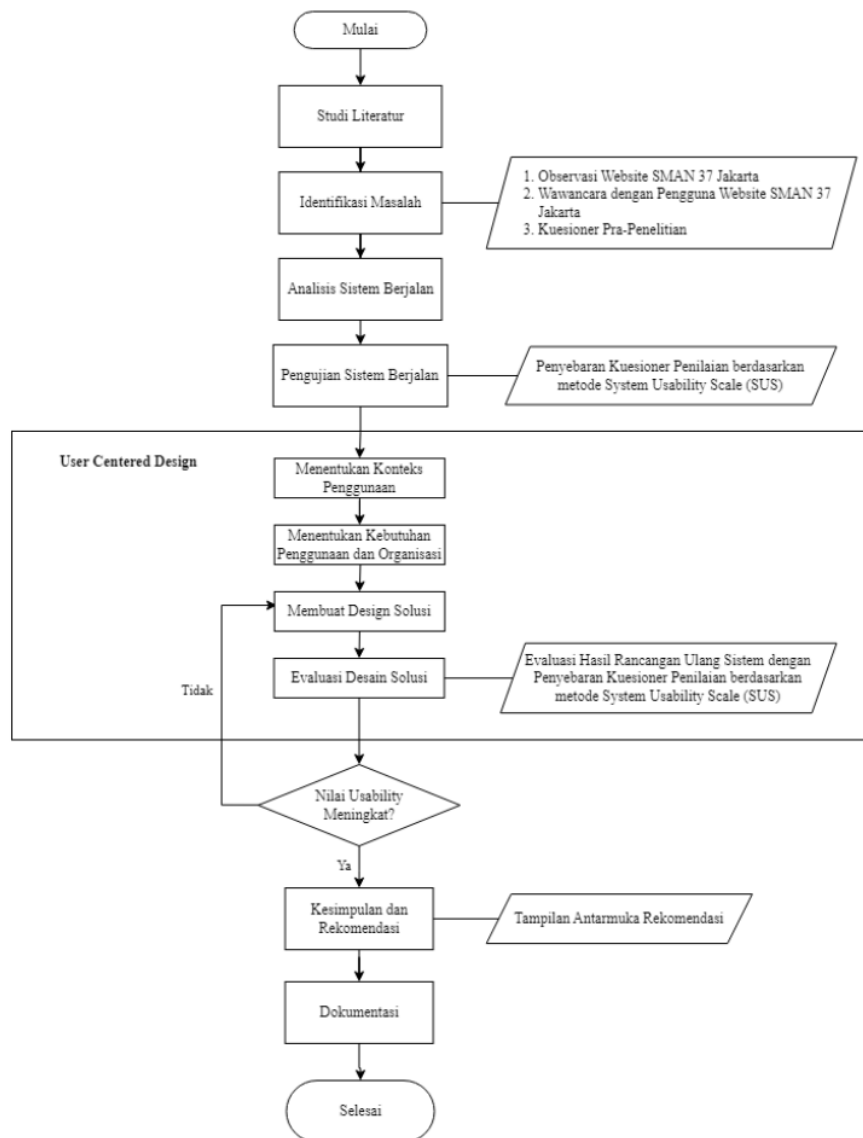 Mulai
Studi Literatur
Identifikasi Masalah
1. Observasi Website SMAN 37 Jakarta
2. Wawancara dengan Pengguna Website SMAN 37
Jakarta
3. Kuesioner Pra-Penelitian
Analisis Sistem Berjalan
Pengujian Sistem Berjalan
Penyebaran Kuesioner Penilaian berdasarkan
metode System Usability Scale (SUS)
User Centered Design
Menentukan Konteks
Penggunaan
Menentukan Kebutuhan
Penggunaan dan Organisasi
Membuat Design Solusi
Evaluasi Desain Solusi
Evaluasi Hasil Rancangan Ulang Sistem dengan
Penyebaran Kuesioner Penilaian berdasarkan
metode System Usability Scale (SUS)
Tidak
Nilai Usability
Meningkat?
Ya
Kesimpulan dan
Rekomendasi
Tampilan Antarmuka Rekomendasi
Dokumentasi
Selesai